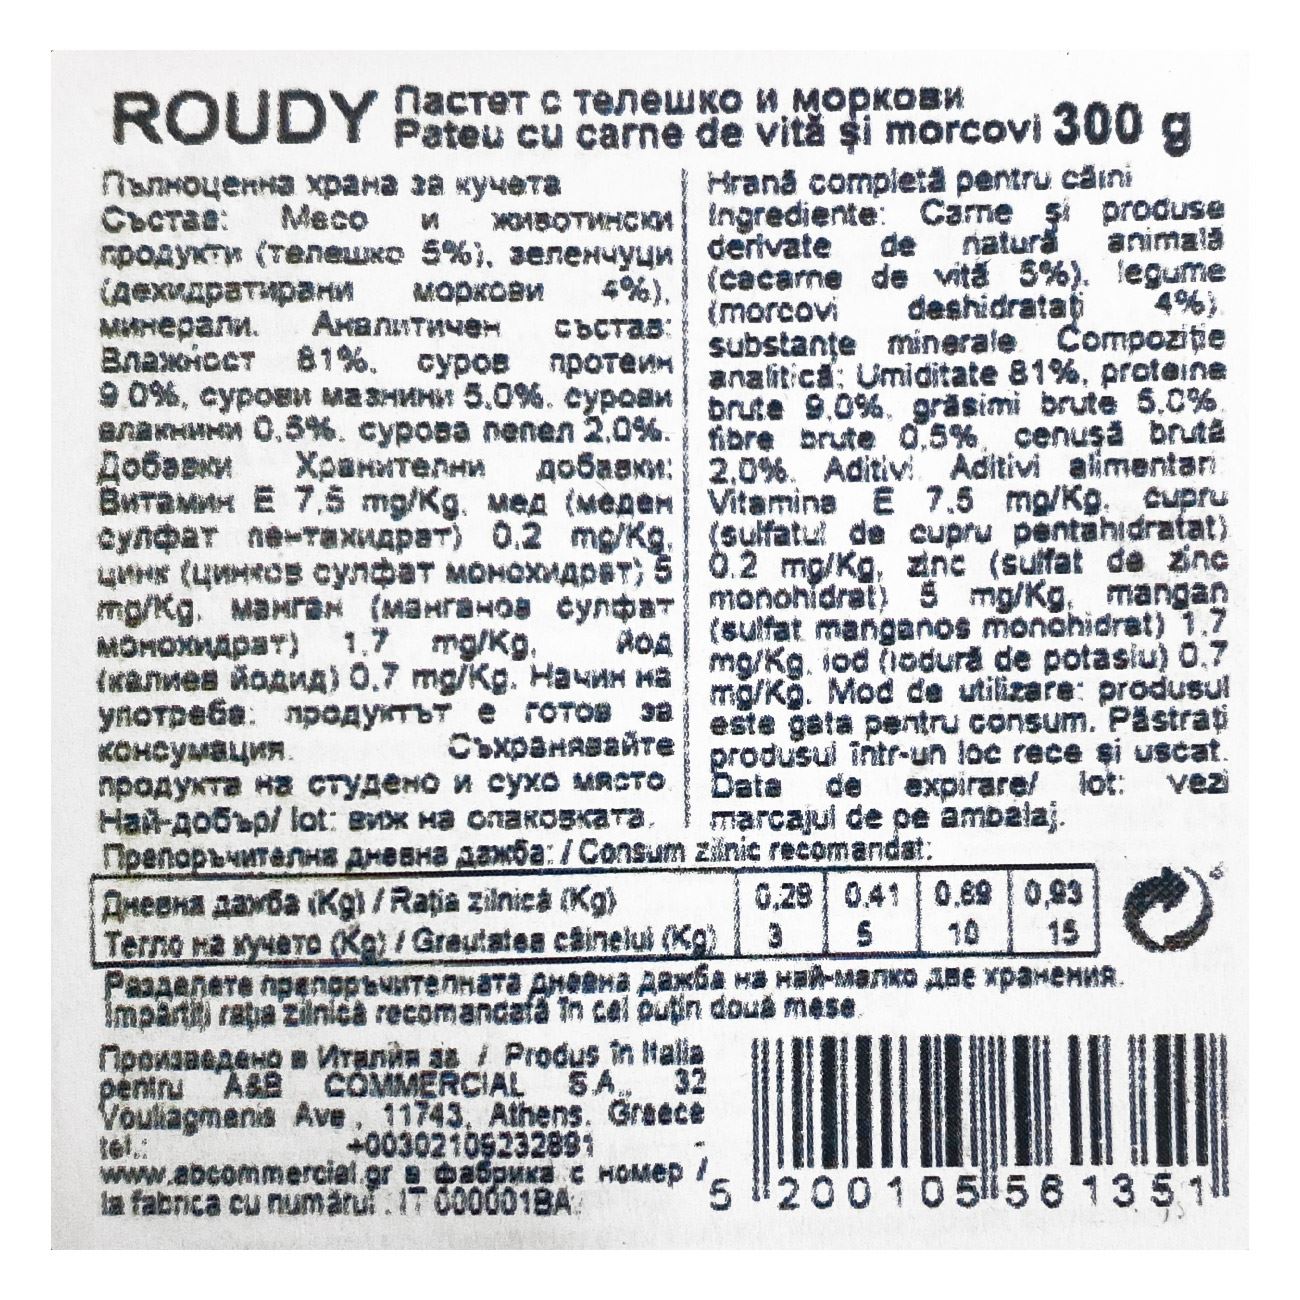 ROUDY Пастет с телешко и моркови
Pateu cu carne de vită și morcovi 300 g
Пълноценна храна за кучета
Състав: Месо и животински
продукти (телешко 5%), зеленчуци
(дехидратирани моркови 4%),
минерали. Аналитичен състав:
Влажност 81%, суров протеин
9.0%, сурови мазнини 5.0%, сурови
влакнини 0.5%, сурова пепел 2.0%.
Добавки Хранителни добавки:
Витамин Е 7.5 mg/Kg, мед (меден
сулфат пентахидрат) 0.2 mg/Kg,
цинк (цинков сулфат монохидрат) 5
mg/Kg, манган (манганов сулфат
монохидрат) 1.7 mg/Kg, йод
(калиев йодид) 0.7 mg/Kg. Начин на
употреба: продуктът е готов за
консумация. Съхранявайте
продукта на студено и сухо място.
Най-добър/ lot: виж на опаковката.
Hrană completă pentru câini
Ingrediente: Carne și produse
derivate de natură animală
(cacarne de vită 5%), legume
(morcovi deshidratați 4%),
substanțe minerale Compoziție
analitică: Umiditate 81%, proteine
brute 9.0%, grăsimi brute 5.0%,
fibre brute 0.5%, cenușă brută
2.0%. Aditivi Aditivi alimentari
Vitamina E 7.5 mg/Kg, cupru
(sulfatul de cupru pentahidratat)
0.2 mg/Kg, zinc (sulfat de zinc
monohidrat) 5 mg/Kg, mangan
(sulfat manganos monohidrat) 1.7
mg/Kg, iod (iodură de potasiu) 0.7
mg/Kg. Mod de utilizare: produsul
este gata pentru consum. Păstrați
produsul într-un loc rece și uscat.
Data de expirare/ lot: vezi
marcajul de pe ambalaj.
Препоръчителна дневна дажба: / Consum zilnic recomandat:
Дневна дажба (Kg) / Rația zilnică (Kg) 0,28 0,41 0,69 0,93
Тегло на кучето (Kg) / Greutatea câinelui (Kg) 3 5 10 15
Разделете препоръчителната дневна дажба на най-малко две хранения.
Împărțiți rația zilnică recomandată în cel puțin două mese
Произведено в Италия за / Produs în Italia
pentru A&B COMMERCIAL S.A., 32
Vouliagmenis Ave , 11743, Athens, Greece
tel.: +00302109232891 -
www.abcommercial.gr в фабрика с номер /
la fabrica cu numărul : IT 000001BA
5 200105 561351